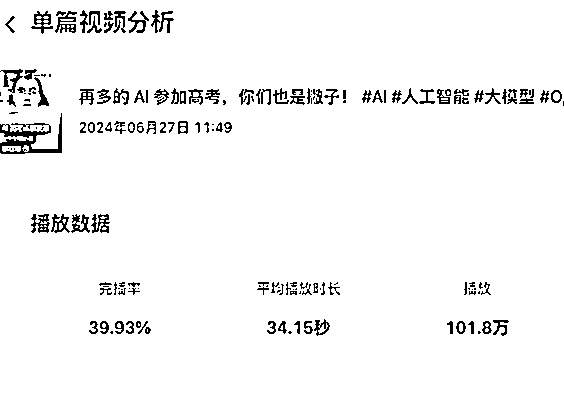 单篇视频分析
再多的 AI 参加高考，你们也是撒子！ #AI #人工智能 #大模型 #O
2024年06月27日 11:49
播放数据
完播率 平均播放时长 播放
39.93% 34.15秒 101.8万